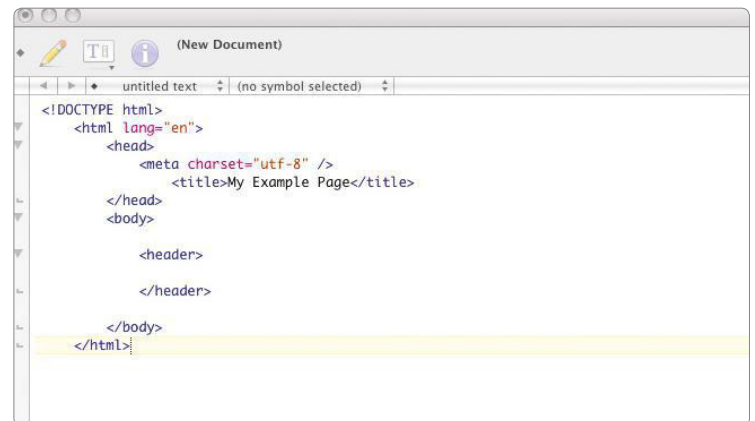 (New Document)
T
untitled text (no symbol selected)
<!DOCTYPE html>
<html lang="en">
<head>
<meta charset="utf-8" />
<title>My Example Page</title>
</head>
<body>
<header>
</header>
</body>
</html>